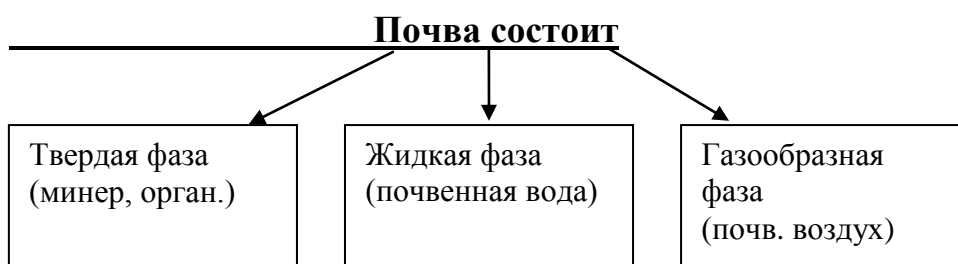 Почва состоит
Твердая фаза
(минер, орган.)
Жидкая фаза
(почвенная вода)
Газообразная
фаза
(почв. воздух)